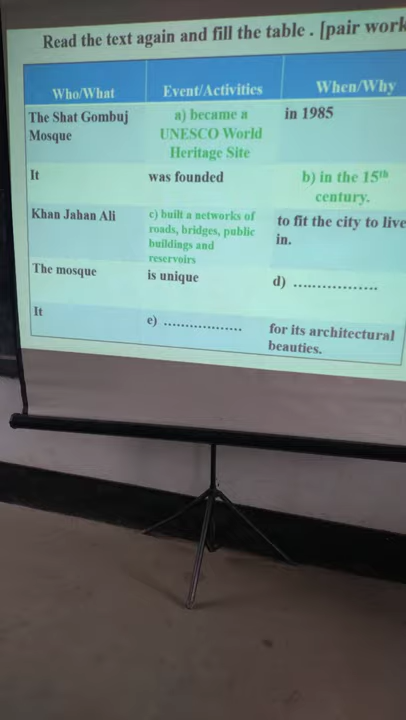 Read the text again and fill the table . [pair work
Who/What Event/Activities When/Why
The Shat Gombuj
Mosque
a) became a
UNESCO World
Heritage Site
in 1985
It
was founded
b) in the 15th
century.
Khan Jahan Ali
c) built a networks of
roads, bridges, public
buildings and
reservoirs
to fit the city to live
in.
The mosque
is unique
d) .................
It
e) ................
for its architectural
beauties.